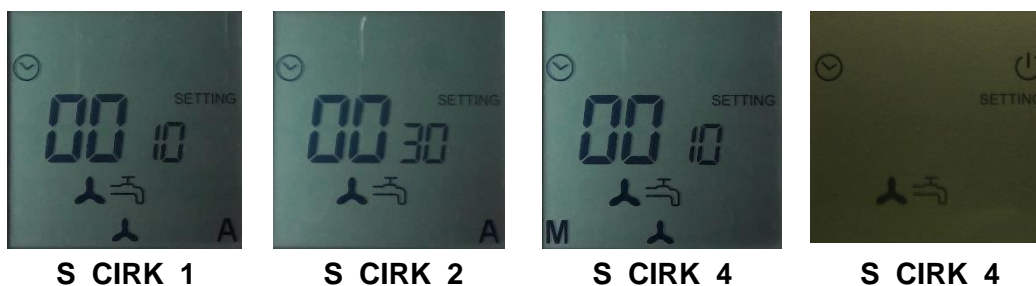 SETTING
00 10
A
SETTING
00 30
A
SETTING
00 10
M
SETTING
S CIRK 1
S CIRK 2
S CIRK 4
S CIRK 4